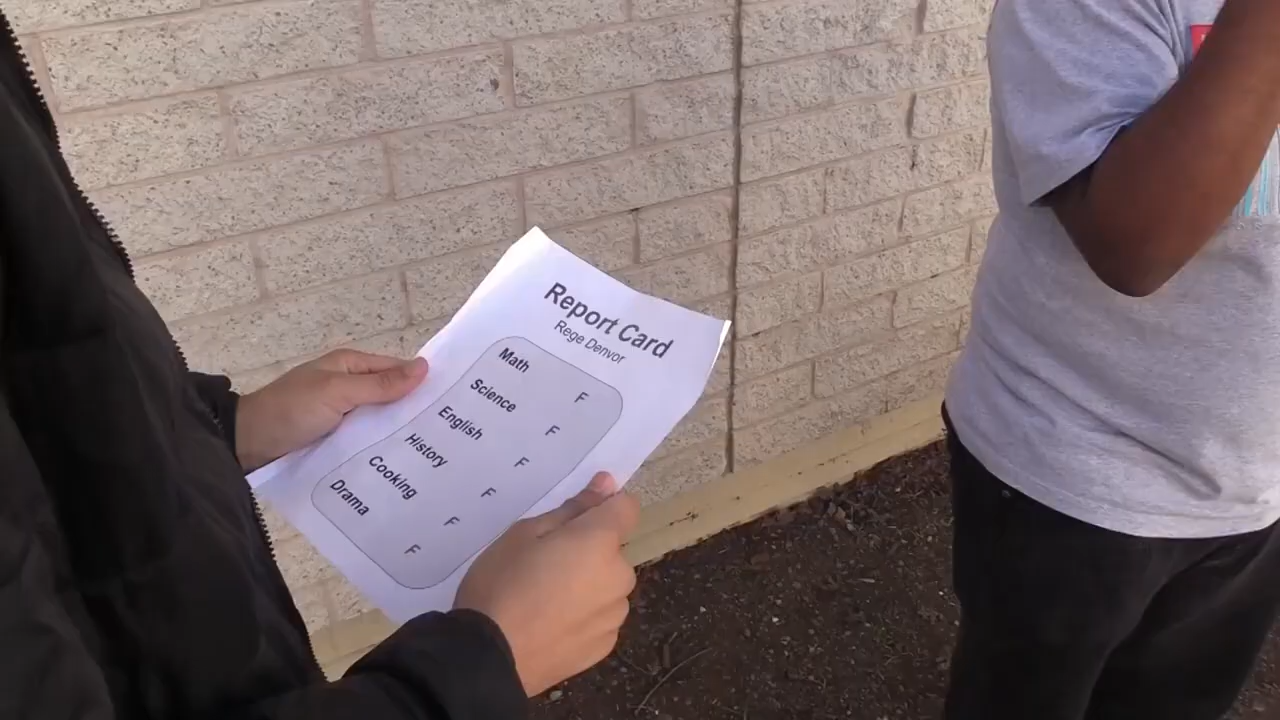 Report Card
Rege Denvor
Math F
Science F
English F
History F
Cooking F
Drama F